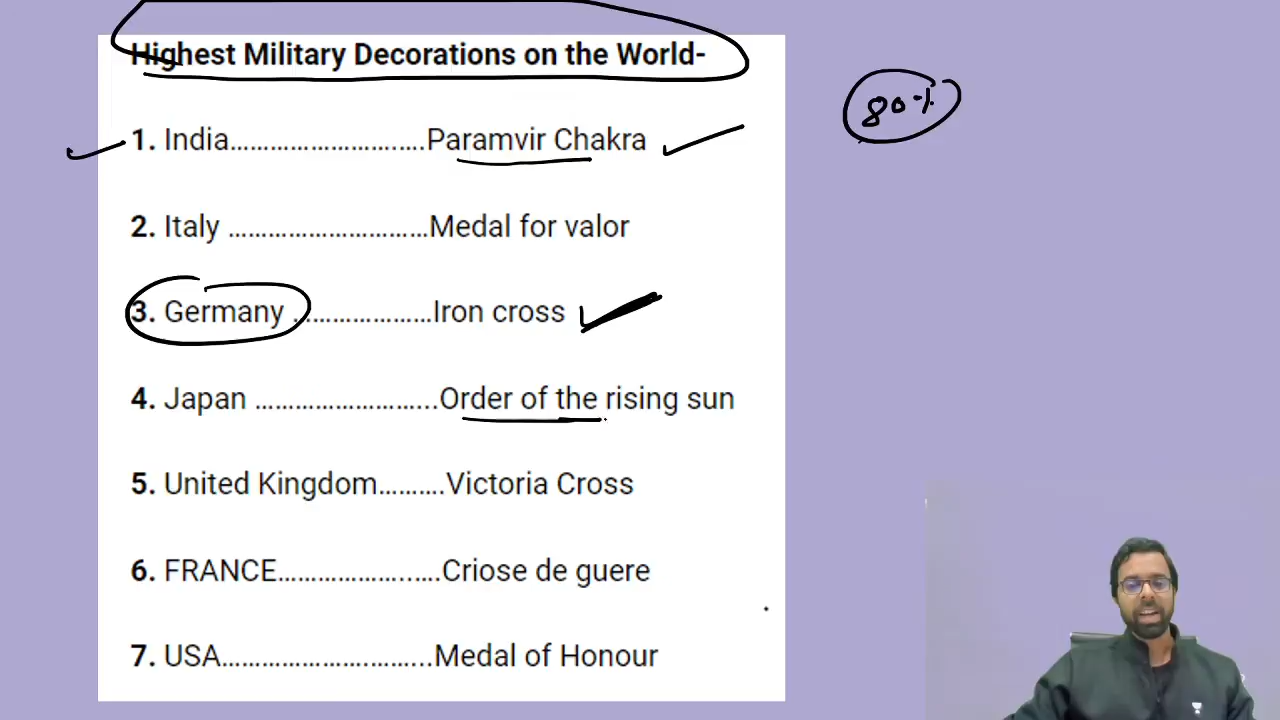 Highest Military Decorations on the World-
80%
1. India……………………..….Paramvir Chakra
2. Italy …………………………Medal for valor
3. Germany …………………Iron cross
4. Japan ……………………...Order of the rising sun
5. United Kingdom……….Victoria Cross
6. FRANCE………………..….Criose de guere
7. USA………………….……...Medal of Honour